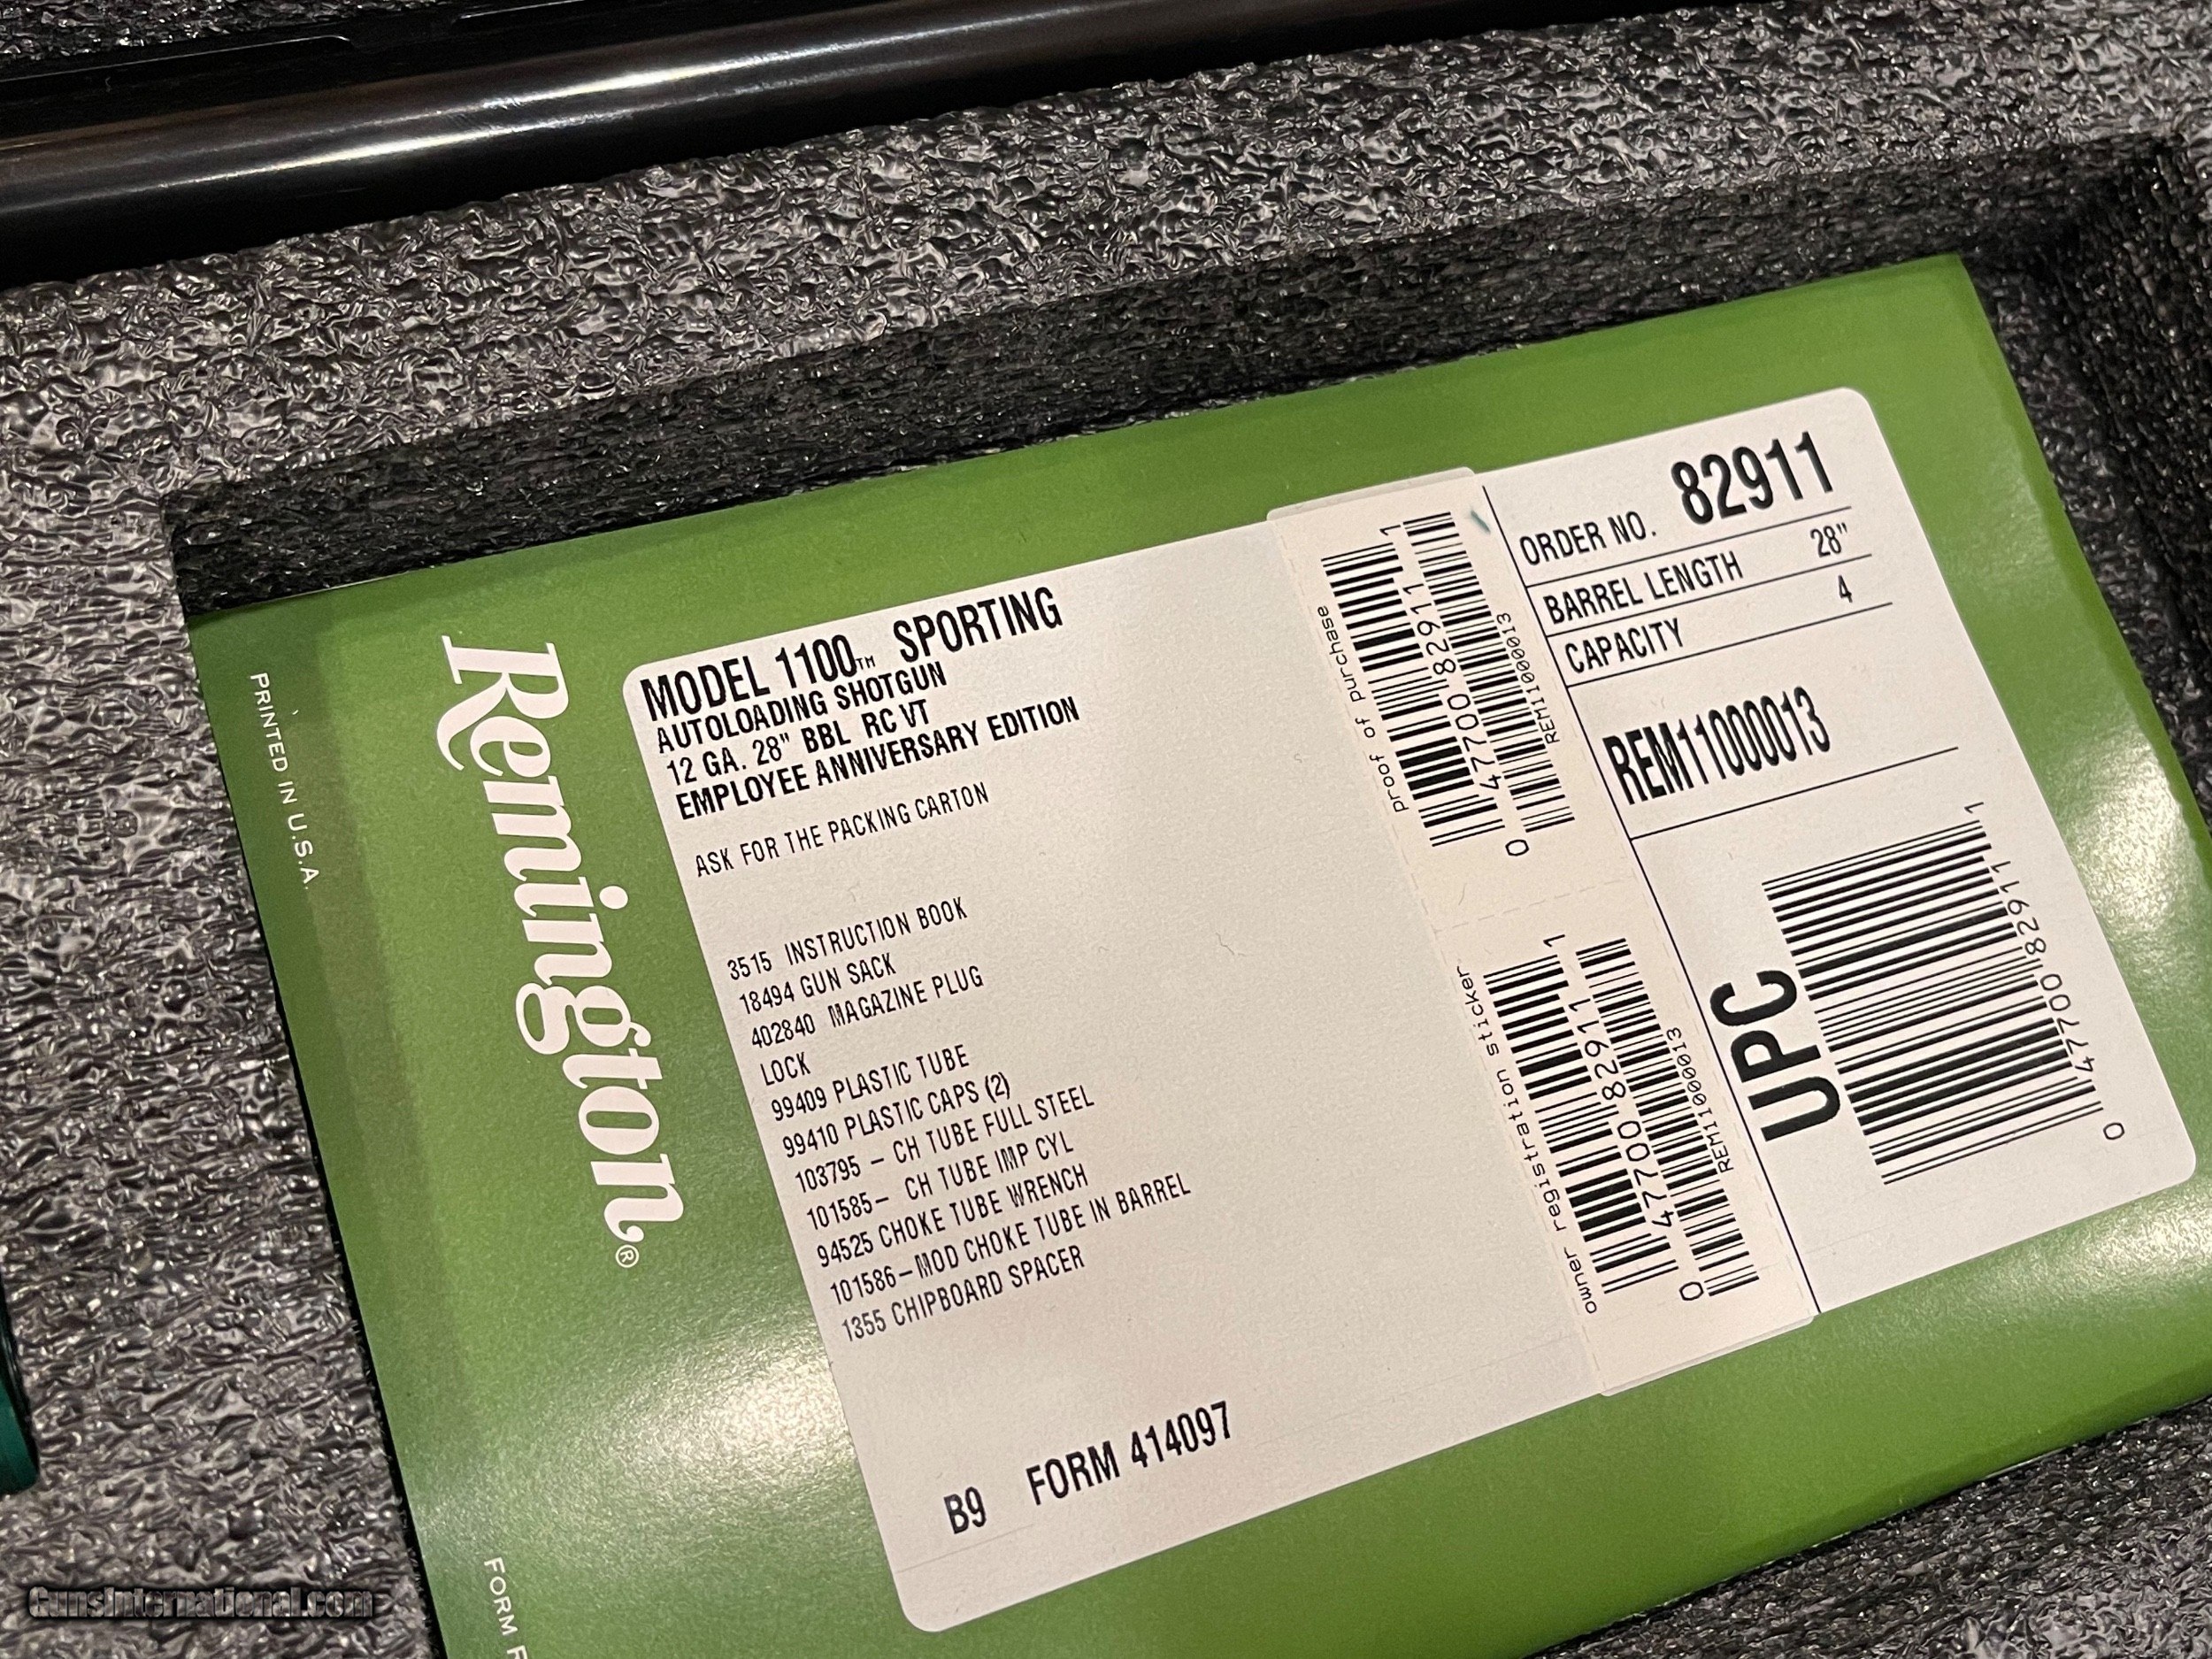 PRINTED IN U.S.A.
Remington®
MODEL 1100™ SPORTING
AUTOLOADING SHOTGUN
12 GA. 28" BBL RC VT
EMPLOYEE ANNIVERSARY EDITION
ASK FOR THE PACKING CARTON
3515 INSTRUCTION BOOK
18494 GUN SACK
402840 MAGAZINE PLUG
LOCK
99409 PLASTIC TUBE
99410 PLASTIC CAPS (2)
103795 – CH TUBE FULL STEEL
101585– CH TUBE IMP CYL
94525 CHOKE TUBE WRENCH
101586–MOD CHOKE TUBE IN BARREL
1355 CHIPBOARD SPACER
B9 FORM 414097
proof of purchase
0 47700 82911 1
REM11000013
owner registration sticker
0 47700 82911 1
REM11000013
ORDER NO. 82911
BARREL LENGTH 28"
CAPACITY 4
REM11000013
UPC
0 47700 82911 1
FORM
GunsInternational.com